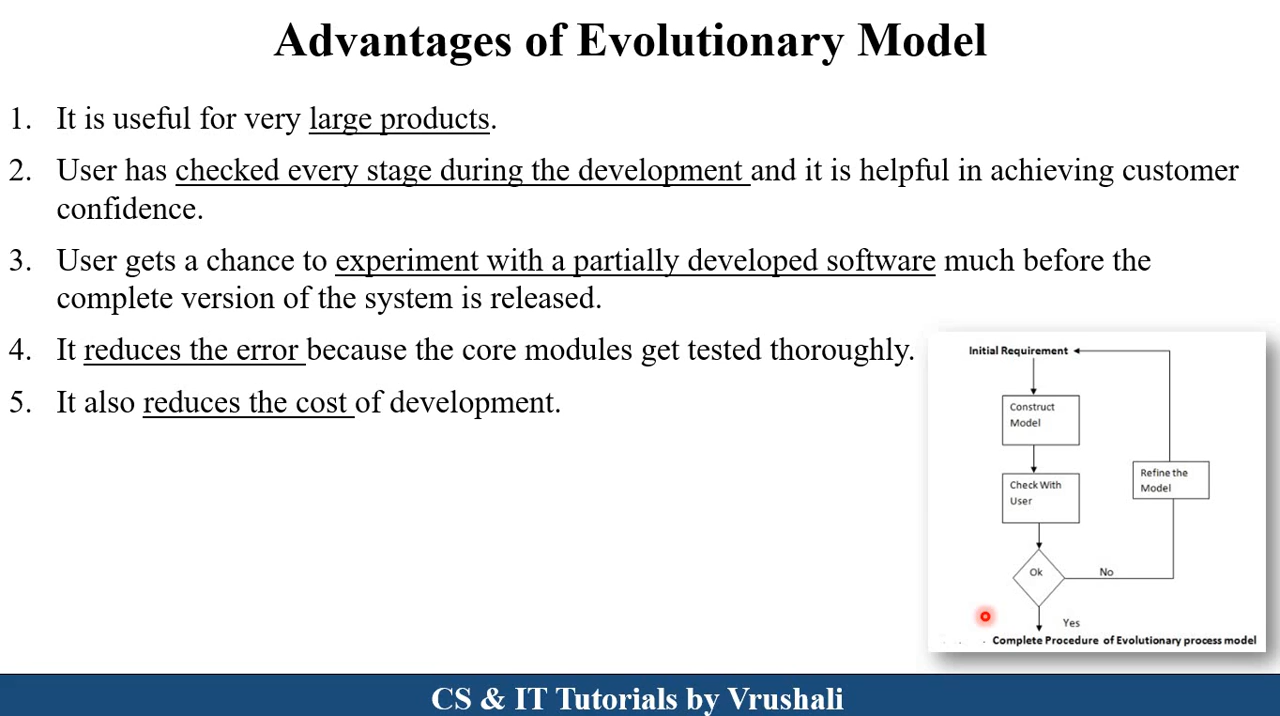 Advantages of Evolutionary Model
1. It is useful for very large products.
2. User has checked every stage during the development and it is helpful in achieving customer
confidence.
3. User gets a chance to experiment with a partially developed software much before the
complete version of the system is released.
4. It reduces the error because the core modules get tested thoroughly.
5. It also reduces the cost of development.
Initial Requirement
Construct
Model
Check With
User
Refine the
Model
Ok
No
Yes
Complete Procedure of Evolutionary process model
CS & IT Tutorials by Vrushali